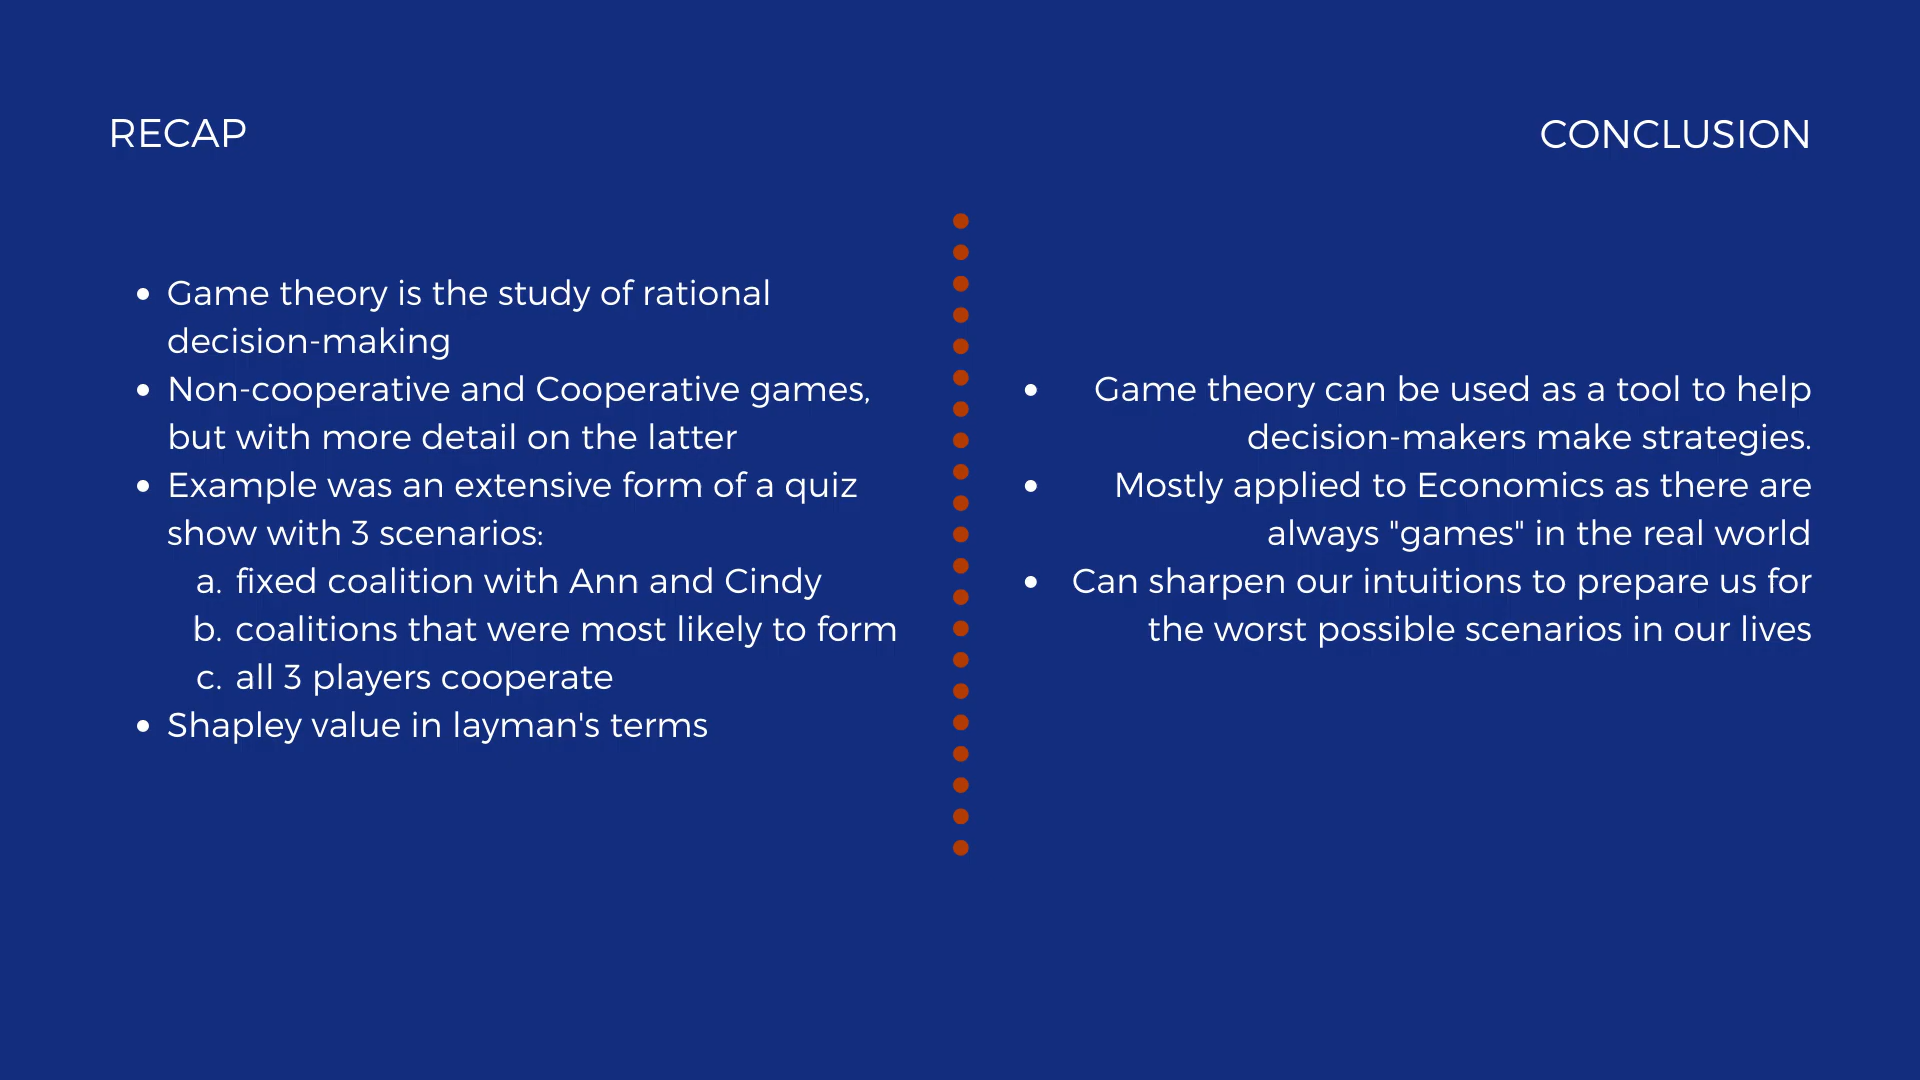 RECAP
• Game theory is the study of rational
decision-making
• Non-cooperative and Cooperative games,
but with more detail on the latter
• Example was an extensive form of a quiz
show with 3 scenarios:
a. fixed coalition with Ann and Cindy
b. coalitions that were most likely to form
c. all 3 players cooperate
• Shapley value in layman's terms
CONCLUSION
• Game theory can be used as a tool to help
decision-makers make strategies.
• Mostly applied to Economics as there are
always "games" in the real world
• Can sharpen our intuitions to prepare us for
the worst possible scenarios in our lives